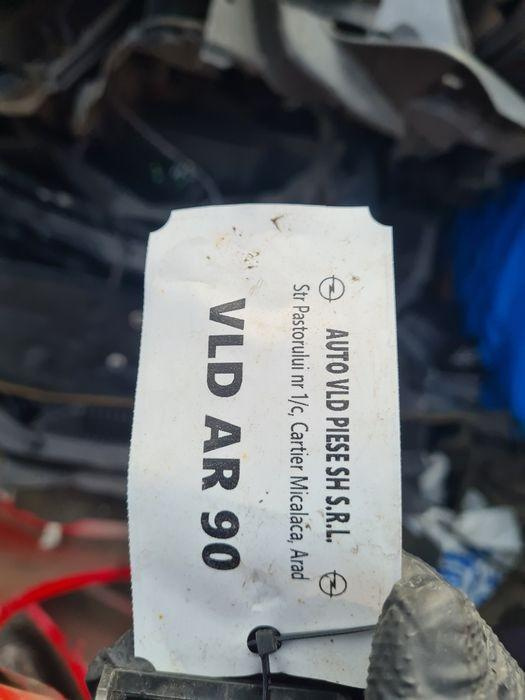 AUTO VLD PIESE SH S.R.L.
Str Pastorului nr 1/c, Cartier Micalaca, Arad
VLD AR 90